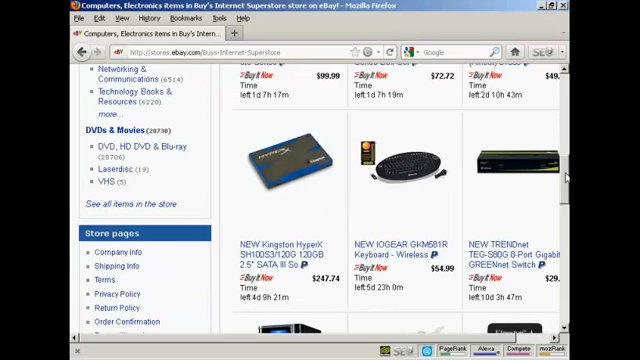 Computers, Electronics items in Buy's Internet Superstore store on eBay! - Mozilla Firefox
File Edit View History Bookmarks Tools Help
Computers, Electronics items in Buy's Intern...
http://stores.ebay.com/Buys-Internet-Superstore
Google
Networking &
Communications (6514)
Technology Books &
Resources (6220)
more...
DVDs & Movies (28730)
DVD, HD DVD & Blu-ray
(28706)
Laserdisc (19)
VHS (5)
See all items in the store
Store pages
Company Info
Shipping Info
Terms
Privacy Policy
Return Policy
Order Confirmation
Buy It Now $99.99
Time
left:1d 7h 17m
Buy It Now $72.72
Time
left:1d 7h 19m
Buy It Now $49.
Time
left:2d 10h 43m
NEW Kingston HyperX
SH100S3/120G 120GB
2.5" SATA III So
Buy It Now $247.74
Time
left:4d 9h 21m
NEW IOGEAR GKM581R
Keyboard - Wireless
Buy It Now $54.99
Time
left:5d 23h 0m
NEW TRENDnet
TEG-S80G 8-Port Gigabit
GREENnet Switch
Buy It Now $29.
Time
left:10d 3h 47m
PageRank Alexa Compete mozRank